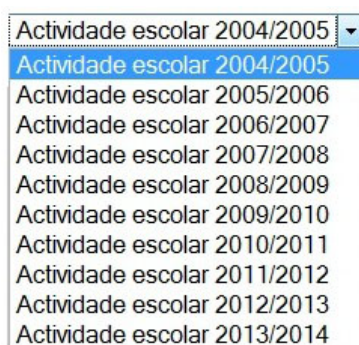 Actividade escolar 2004/2005
Actividade escolar 2004/2005
Actividade escolar 2005/2006
Actividade escolar 2006/2007
Actividade escolar 2007/2008
Actividade escolar 2008/2009
Actividade escolar 2009/2010
Actividade escolar 2010/2011
Actividade escolar 2011/2012
Actividade escolar 2012/2013
Actividade escolar 2013/2014